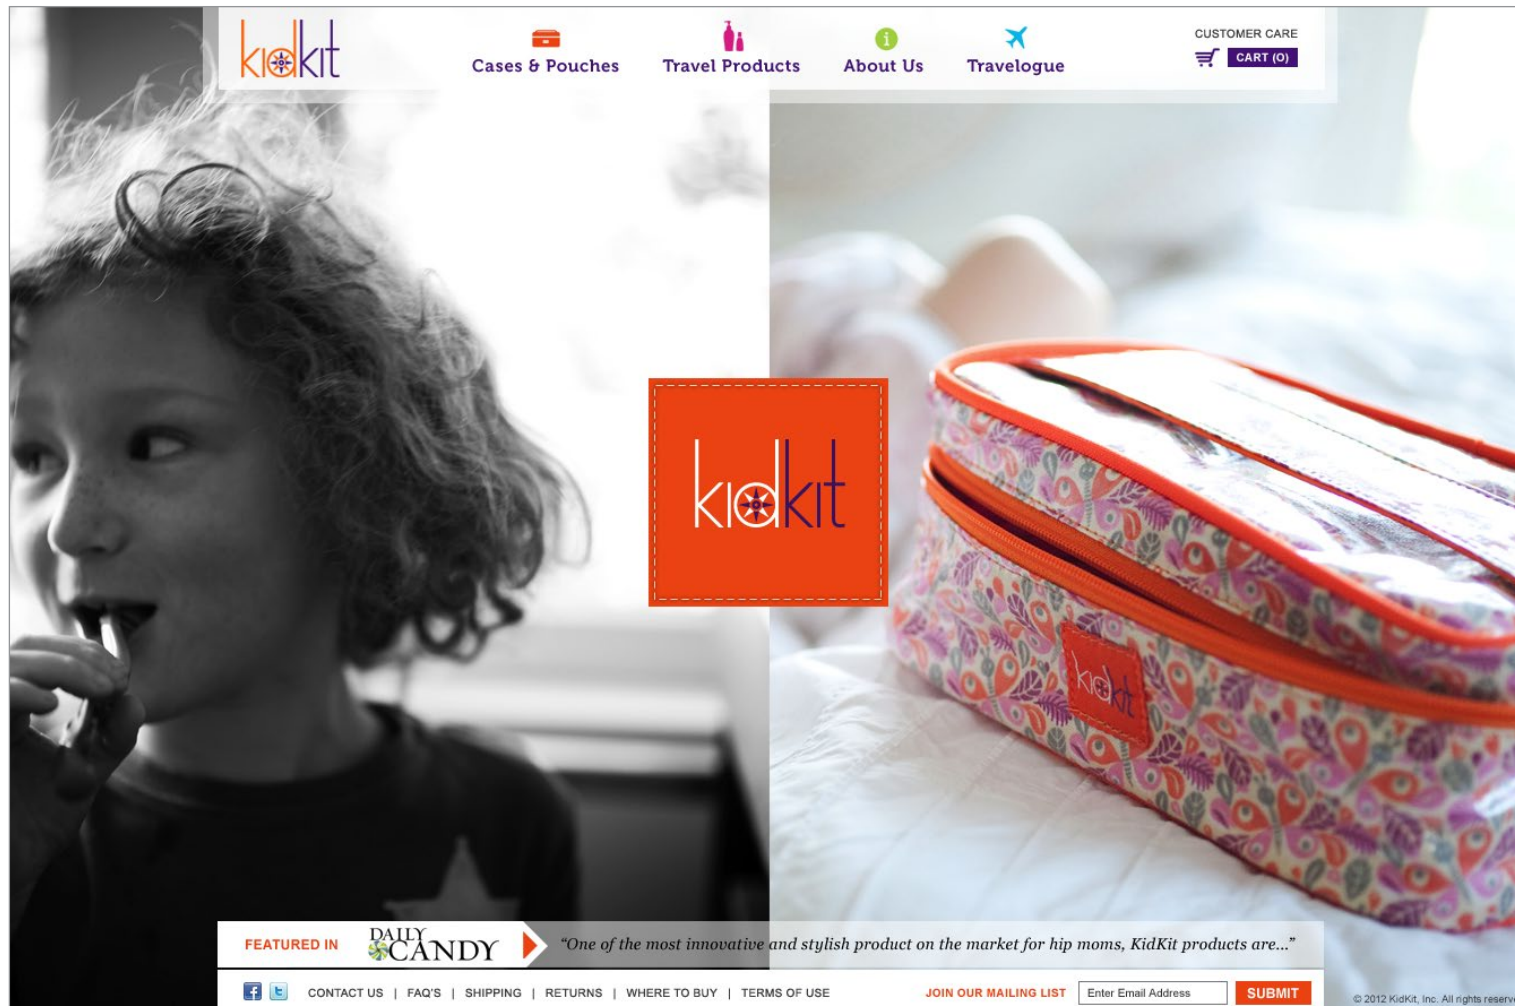 kidkit
Cases & Pouches
Travel Products
About Us
Travelogue
CUSTOMER CARE
CART (0)
kidkit
kidkit
FEATURED IN
DAILY
CANDY
“One of the most innovative and stylish product on the market for hip moms, KidKit products are...”
CONTACT US | FAQ'S | SHIPPING | RETURNS | WHERE TO BUY | TERMS OF USE
JOIN OUR MAILING LIST
Enter Email Address
SUBMIT
© 2012 KidKit, Inc. All rights reserve